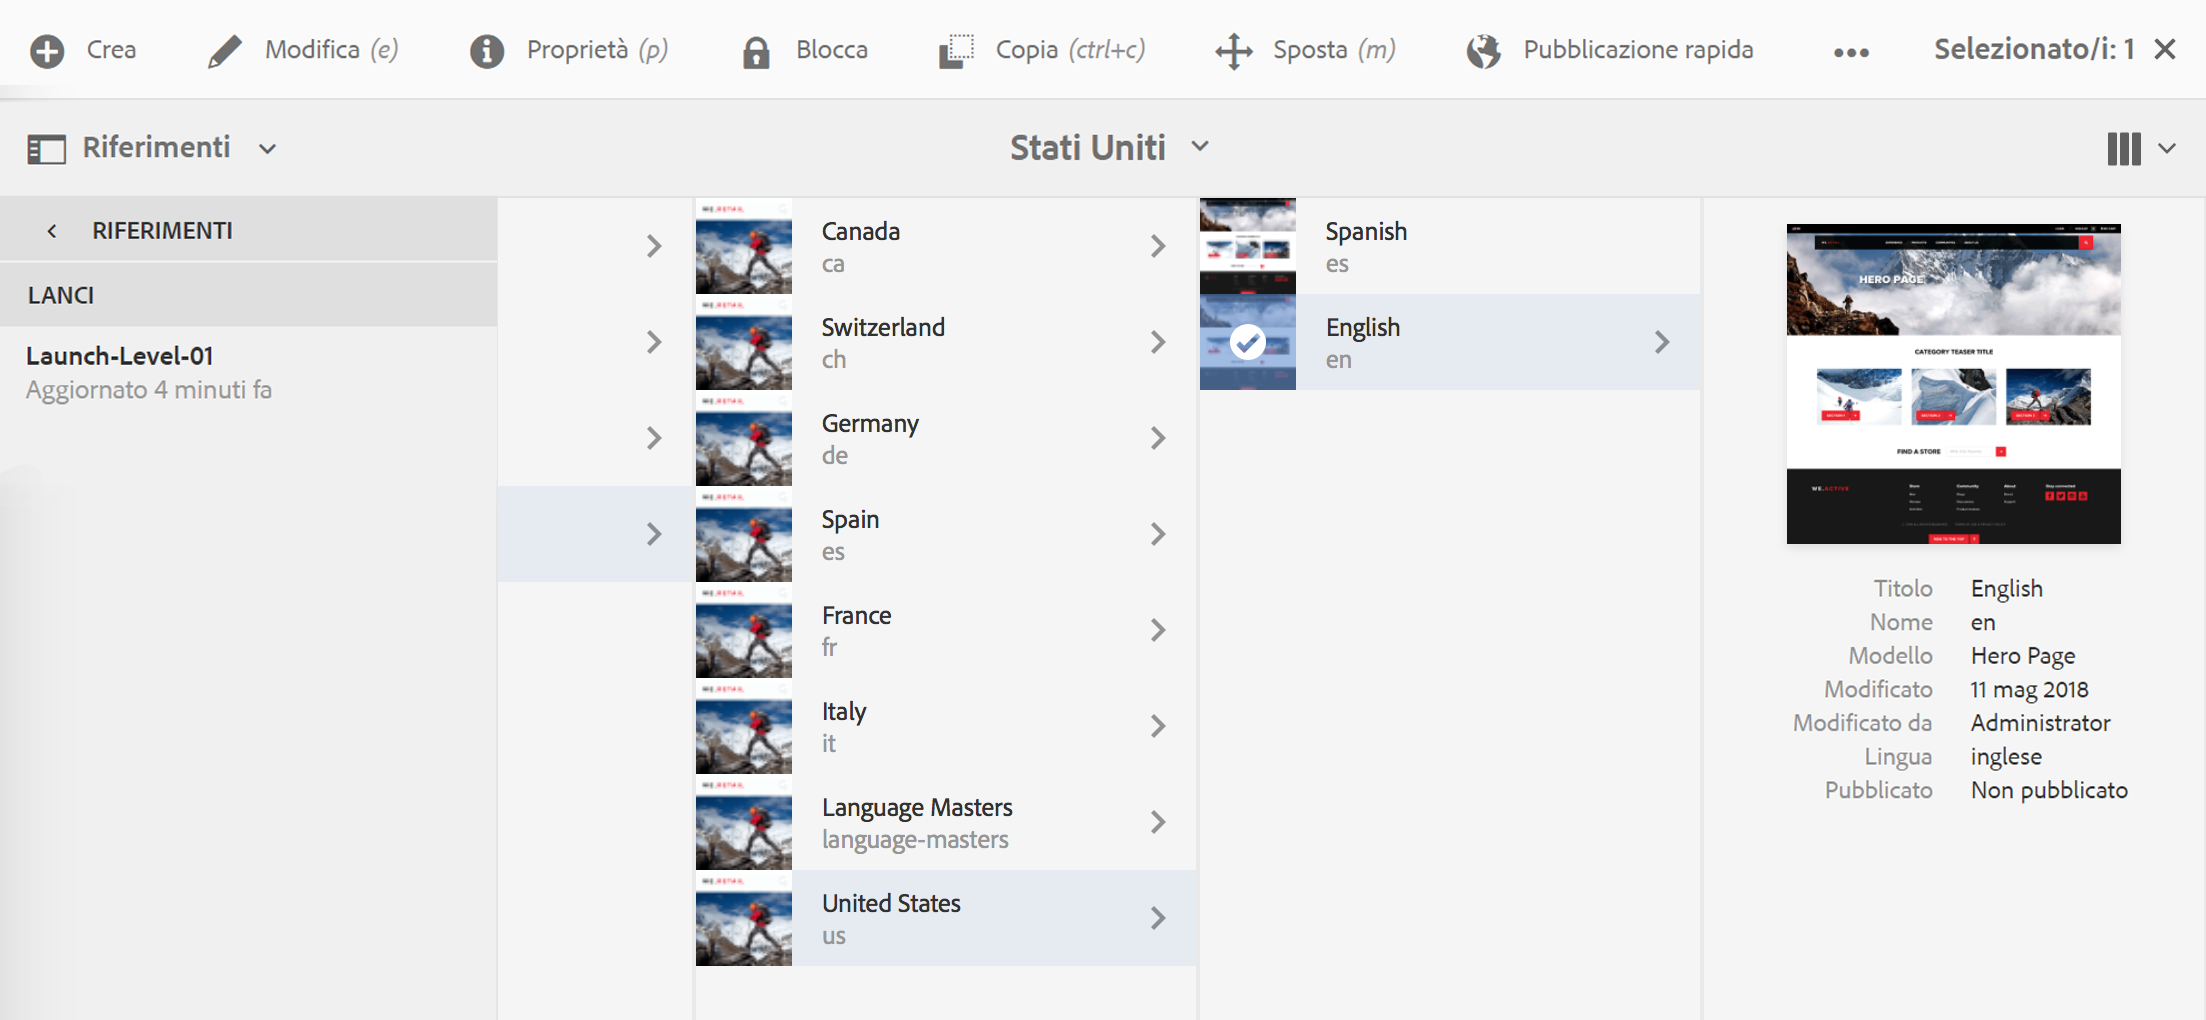 Crea
Modifica (e)
Proprietà (p)
Blocca
Copia (ctrl+c)
Sposta (m)
Pubblicazione rapida
Selezionato/i: 1
Riferimenti
Stati Uniti
RIFERIMENTI
LANCI
Launch-Level-01
Aggiornato 4 minuti fa
Canada
ca
Switzerland
ch
Germany
de
Spain
es
France
fr
Italy
it
Language Masters
language-masters
United States
us
Spanish
es
English
en
HERO PAGE
CATEGORY TEASER TITLE
FIND A STORE
WE.ACTIVE
Titolo English
Nome en
Modello Hero Page
Modificato 11 mag 2018
Modificato da Administrator
Lingua inglese
Pubblicato Non pubblicato